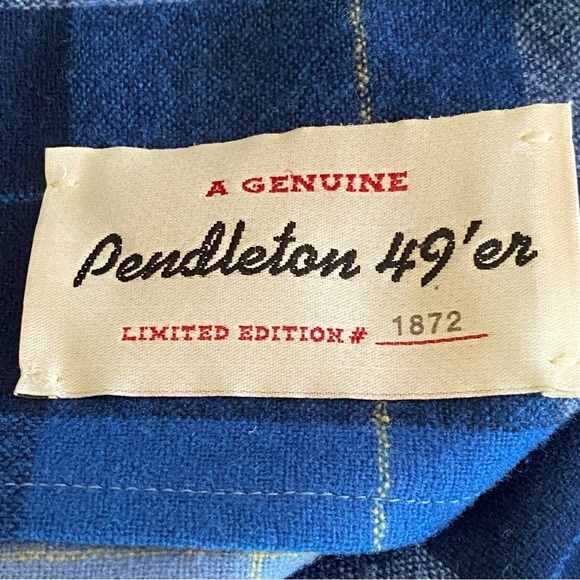 A GENUINE
Pendleton 49'er
LIMITED EDITION # 1872